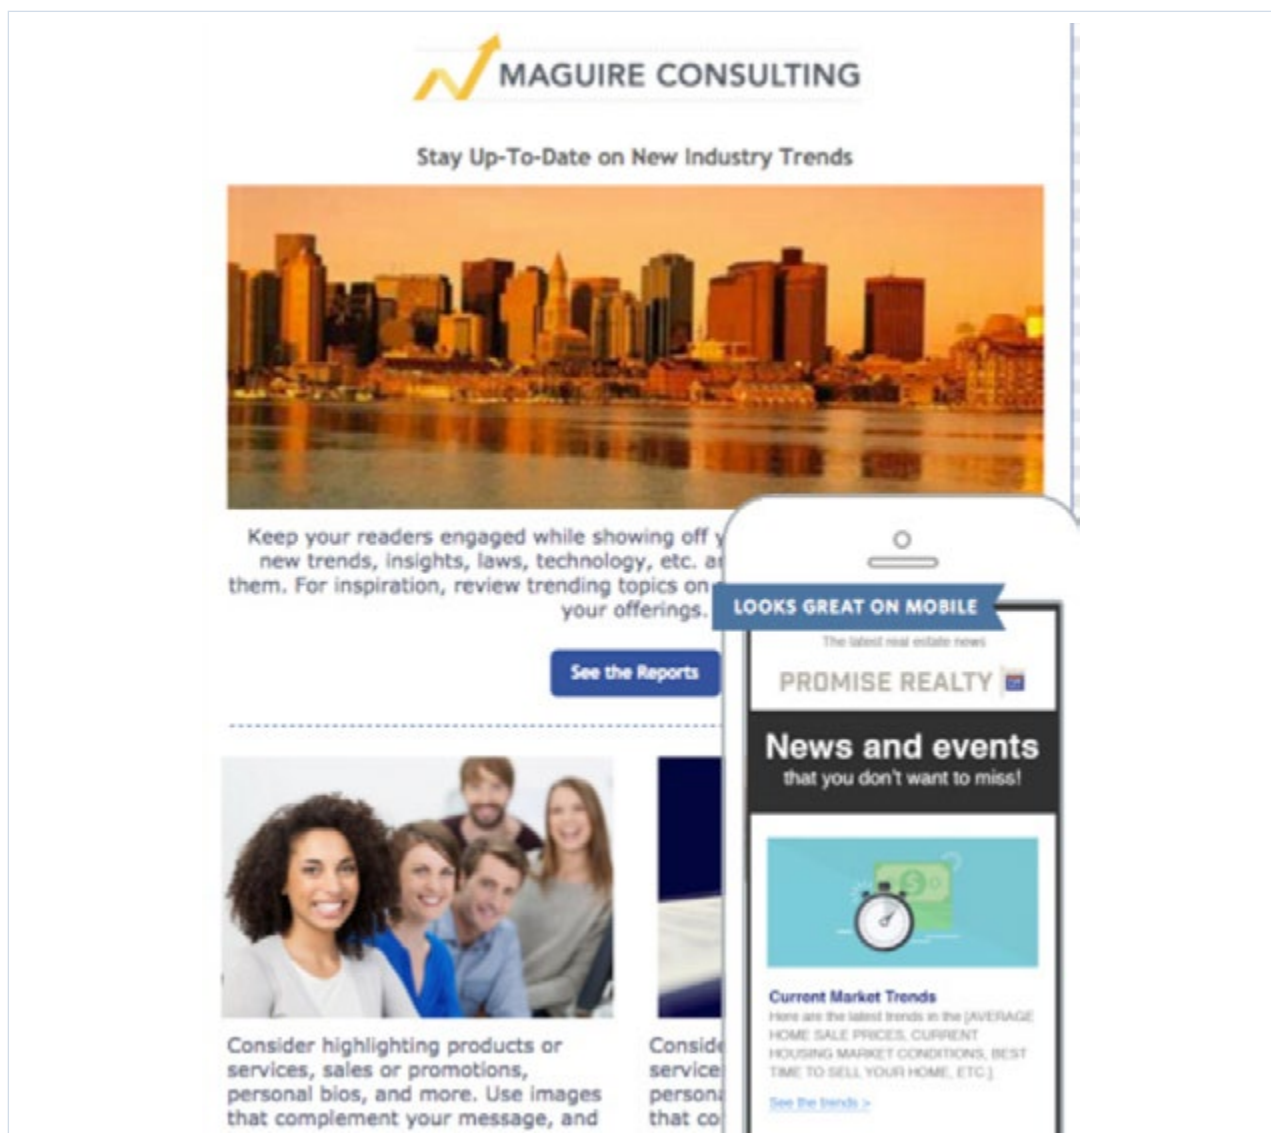 MAGUIRE CONSULTING
Stay Up-To-Date on New Industry Trends
Keep your readers engaged while showing off
new trends, insights, laws, technology, etc.
them. For inspiration, review trending topics on
your offerings.
See the Reports
Consider highlighting products or
services, sales or promotions,
personal bios, and more. Use images
that complement your message, and
LOOKS GREAT ON MOBILE
The latest real estate news
PROMISE REALTY
News and events
that you don't want to miss!
Current Market Trends
Here are the latest trends in the [AVERAGE
HOME SALE PRICES, CURRENT
HOUSING MARKET CONDITIONS, BEST
TIME TO SELL YOUR HOME, ETC.]
See the trends >